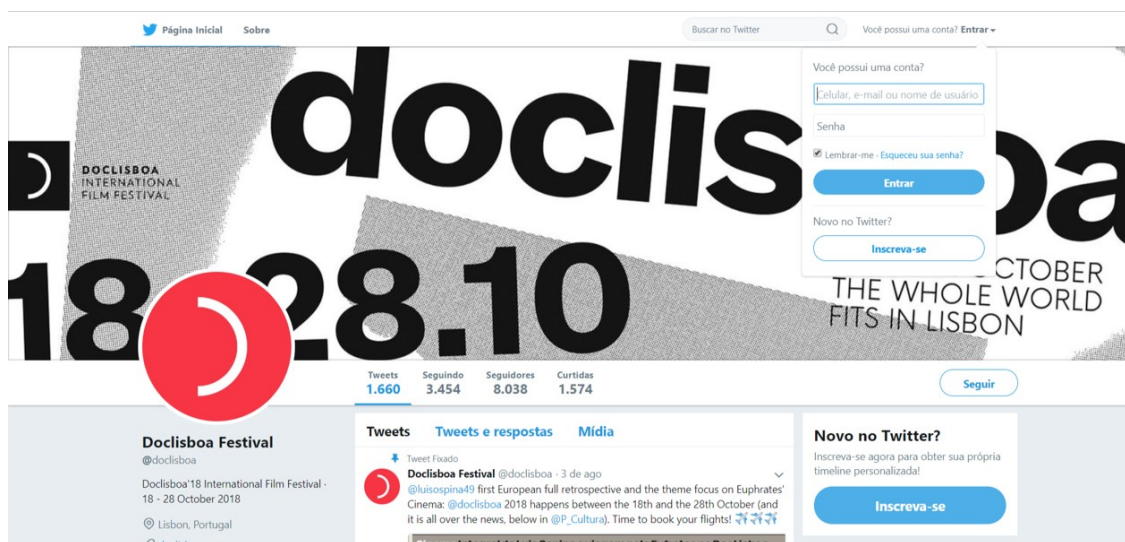 Página Inicial Sobre
Buscar no Twitter
Você possui uma conta? Entrar
Você possui uma conta?
Celular, e-mail ou nome de usuário
Senha
Lembrar-me · Esqueceu sua senha?
Entrar
Novo no Twitter?
Inscreva-se
doclis
ba
DOCLISBOA
INTERNATIONAL
FILM FESTIVAL
18 28.10
CTOBER
THE WHOLE WORLD
FITS IN LISBON
Tweets Seguindo Seguidores Curtidas
1.660 3.454 8.038 1.574
Seguir
Doclisboa Festival
@doclisboa
Doclisboa'18 International Film Festival ·
18 - 28 October 2018
Lisbon, Portugal
Tweets Tweets e respostas Mídia
Tweet Fixado
Doclisboa Festival @doclisboa · 3 de ago
@luisospina49 first European full retrospective and the theme focus on Euphrates'
Cinema: @doclisboa 2018 happens between the 18th and the 28th October (and
it is all over the news, below in @P_Cultura). Time to book your flights! ✈✈✈
Novo no Twitter?
Inscreva-se agora para obter sua própria
timeline personalizada!
Inscreva-se